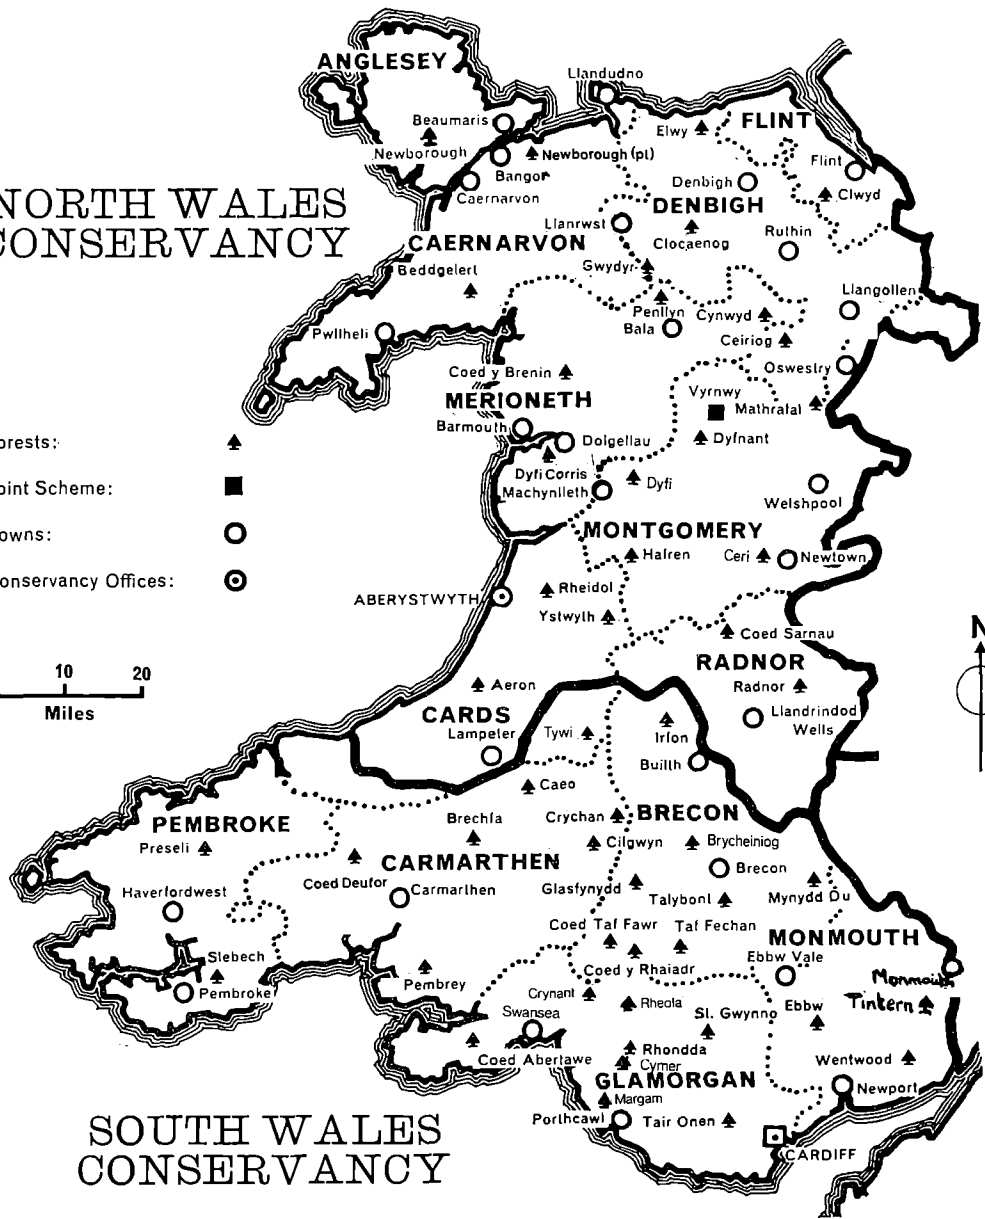 ANGLESEY
Llandudno
Beaumaris
Elwy
FLINT
Newborough
Newborough (pl)
Flint
Bangor
Denbigh
Clwyd
Caernarvon
DENBIGH
NORTH WALES
CONSERVANCY
Llanrwst
Clocaenog
Ruthin
CAERNARVON
Beddgelert
Gwydyr
Llangollen
Penllyn
Cynwyd
Pwllheli
Bala
Ceiriog
Coed y Brenin
Oswestry
Vyrnwy
MERIONETH
Mathrafal
Barmouth
Dolgellau
Dyfnant
orests:
Dyfi Corris
Dyfi
oint Scheme:
Machynlleth
Welshpool
owns:
MONTGOMERY
Hafren
Ceri
Newtown
onservancy Offices:
Rheidol
ABERYSTWYTH
Ystwyth
Coed Sarnau
N
RADNOR
10
20
Miles
Aeron
Radnor
CARDS
Llandrindod
Wells
Lampeter
Tywi
Irfon
Builth
Caeo
PEMBROKE
Brechfa
Crychan
BRECON
Preseli
Cilgwyn
Brycheiniog
CARMARTHEN
Brecon
Coed Deufor
Carmarthen
Glasfynydd
Haverfordwest
Talybont
Mynydd Du
Coed Taf Fawr
Taf Fechan
MONMOUTH
Slebech
Ebbw Vale
Coed y Rhaiadr
Monmouth
Pembroke
Pembrey
Crynant
Rheola
Ebbw
Tintern
Swansea
St. Gwynno
Rhondda
Coed Abertawe
Cymer
Wentwood
GLAMORGAN
Newport
Margam
Porthcawl
Tair Onen
SOUTH WALES
CONSERVANCY
CARDIFF